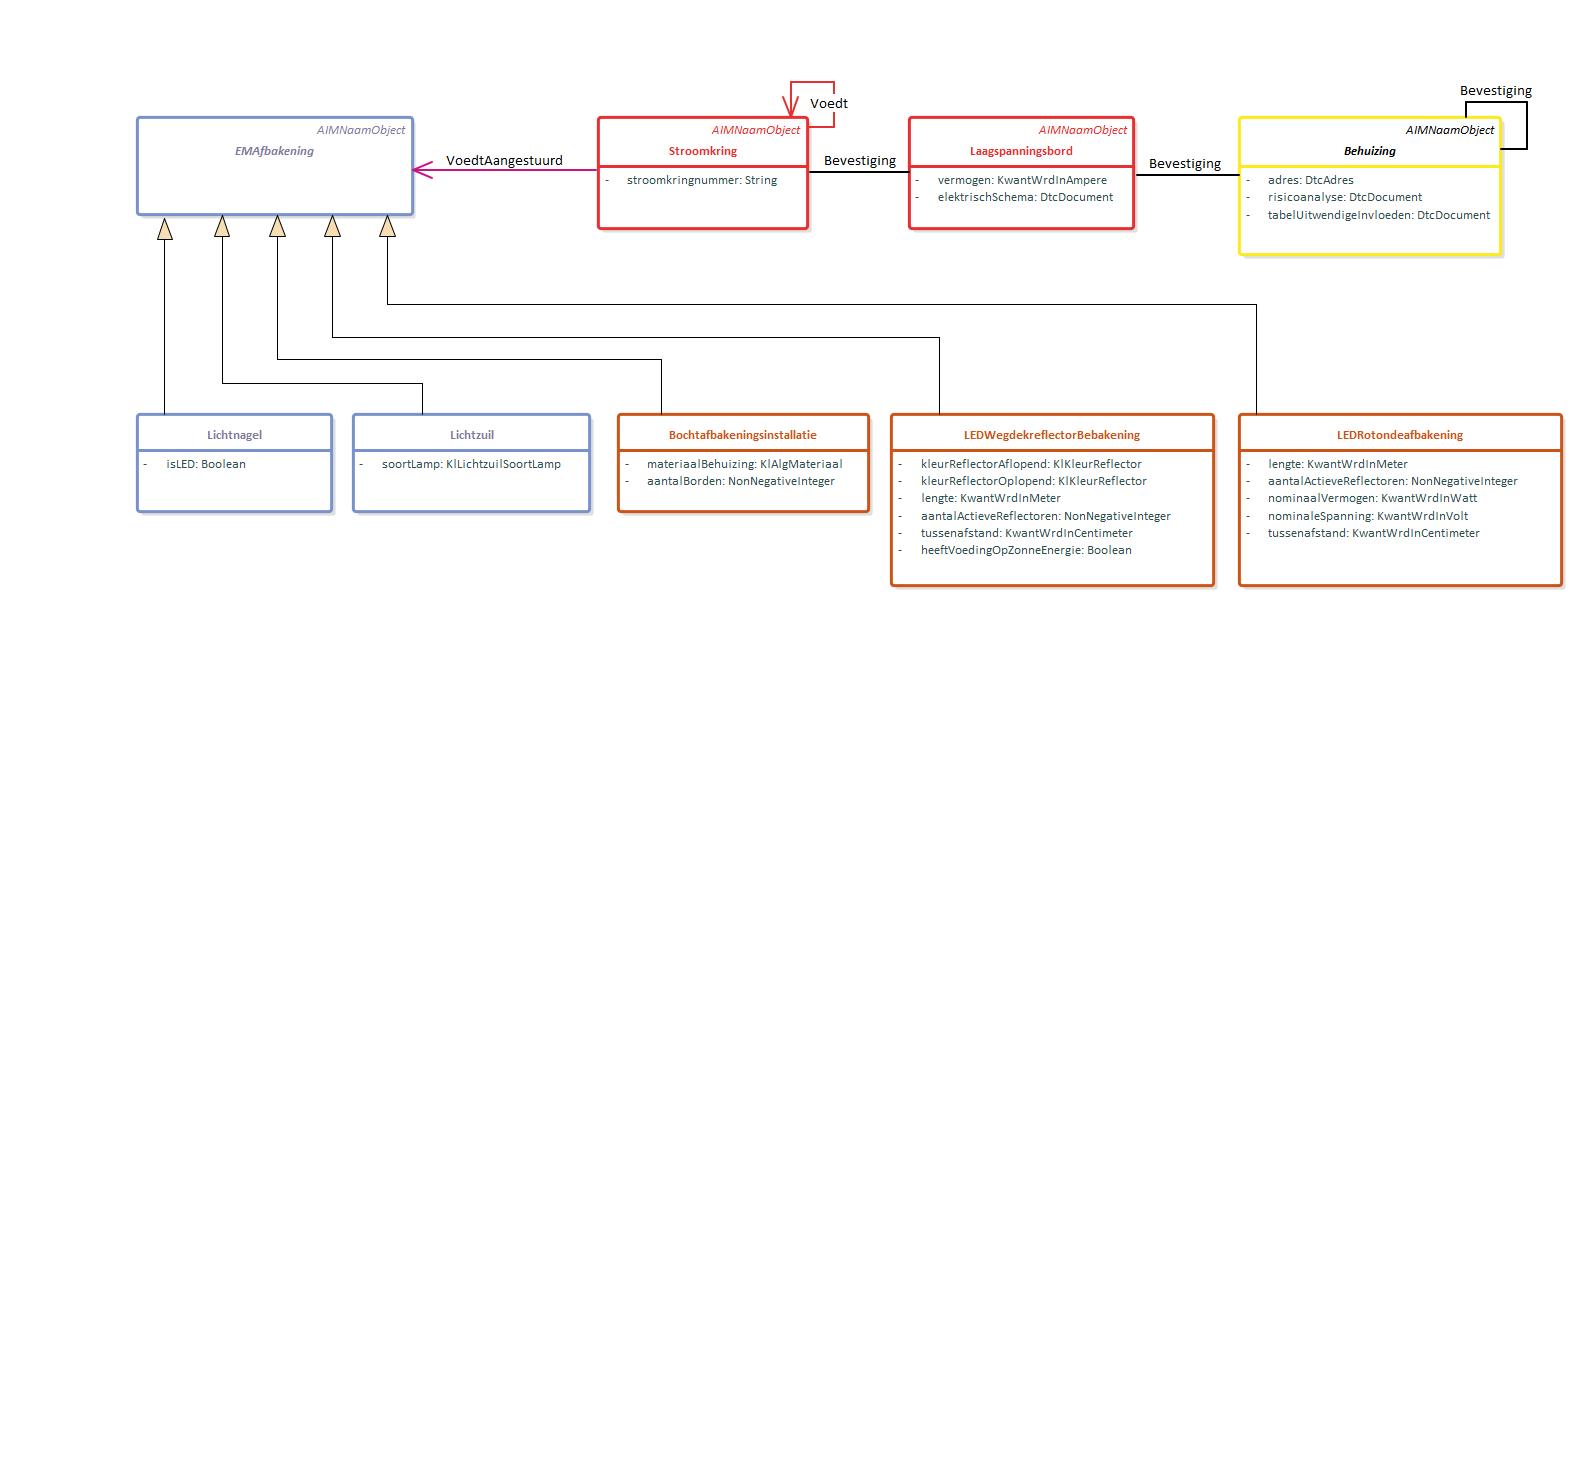 Bevestiging
Voedt
AIMNaamObject
EMAfbakening
VoedtAangestuurd
AIMNaamObject
Stroomkring
- stroomkringnummer: String
Bevestiging
AIMNaamObject
Laagspanningsbord
- vermogen: KwantWrdInAmpere
- elektrischSchema: DtcDocument
Bevestiging
AIMNaamObject
Behuizing
- adres: DtcAdres
- risicoanalyse: DtcDocument
- tabelUitwendigeInvloeden: DtcDocument
Lichtnagel
- isLED: Boolean
Lichtzuil
- soortLamp: KlLichtzuilSoortLamp
Bochtafbakeningsinstallatie
- materiaalBehuizing: KlAlgMateriaal
- aantalBorden: NonNegativeInteger
LEDWegdekreflectorBebakening
- kleurReflectorAflopend: KlKleurReflector
- kleurReflectorOplopend: KlKleurReflector
- lengte: KwantWrdInMeter
- aantalActieveReflectoren: NonNegativeInteger
- tussenafstand: KwantWrdInCentimeter
- heeftVoedingOpZonneEnergie: Boolean
LEDRotondeafbakening
- lengte: KwantWrdInMeter
- aantalActieveReflectoren: NonNegativeInteger
- nominaalVermogen: KwantWrdInWatt
- nominaleSpanning: KwantWrdInVolt
- tussenafstand: KwantWrdInCentimeter